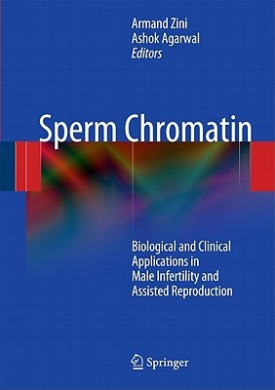 Armand Zini
Ashok Agarwal
Editors
Sperm Chromatin
Biological and Clinical
Applications in
Male Infertility and
Assisted Reproduction
Springer